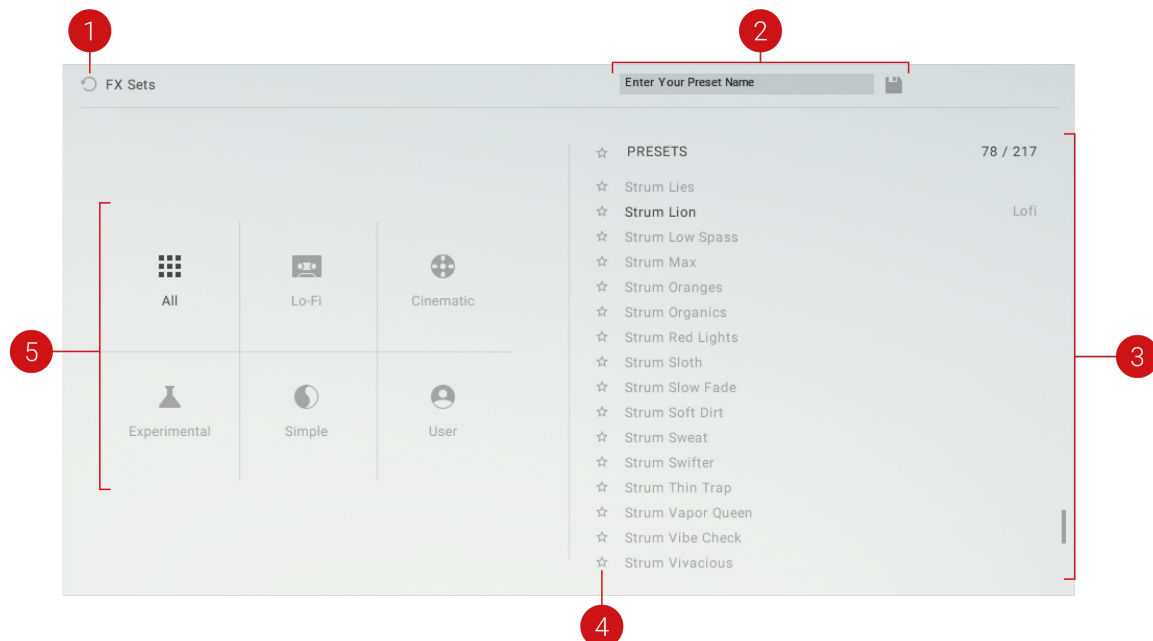 1
2
FX Sets
Enter Your Preset Name
PRESETS 78 / 217
Strum Lies
Strum Lion Lofi
Strum Low Spass
Strum Max
Strum Oranges
Strum Organics
Strum Red Lights
Strum Sloth
Strum Slow Fade
Strum Soft Dirt
Strum Sweat
Strum Swifter
Strum Thin Trap
Strum Vapor Queen
Strum Vibe Check
Strum Vivacious
3
4
5
All Lo-Fi Cinematic
Experimental Simple User